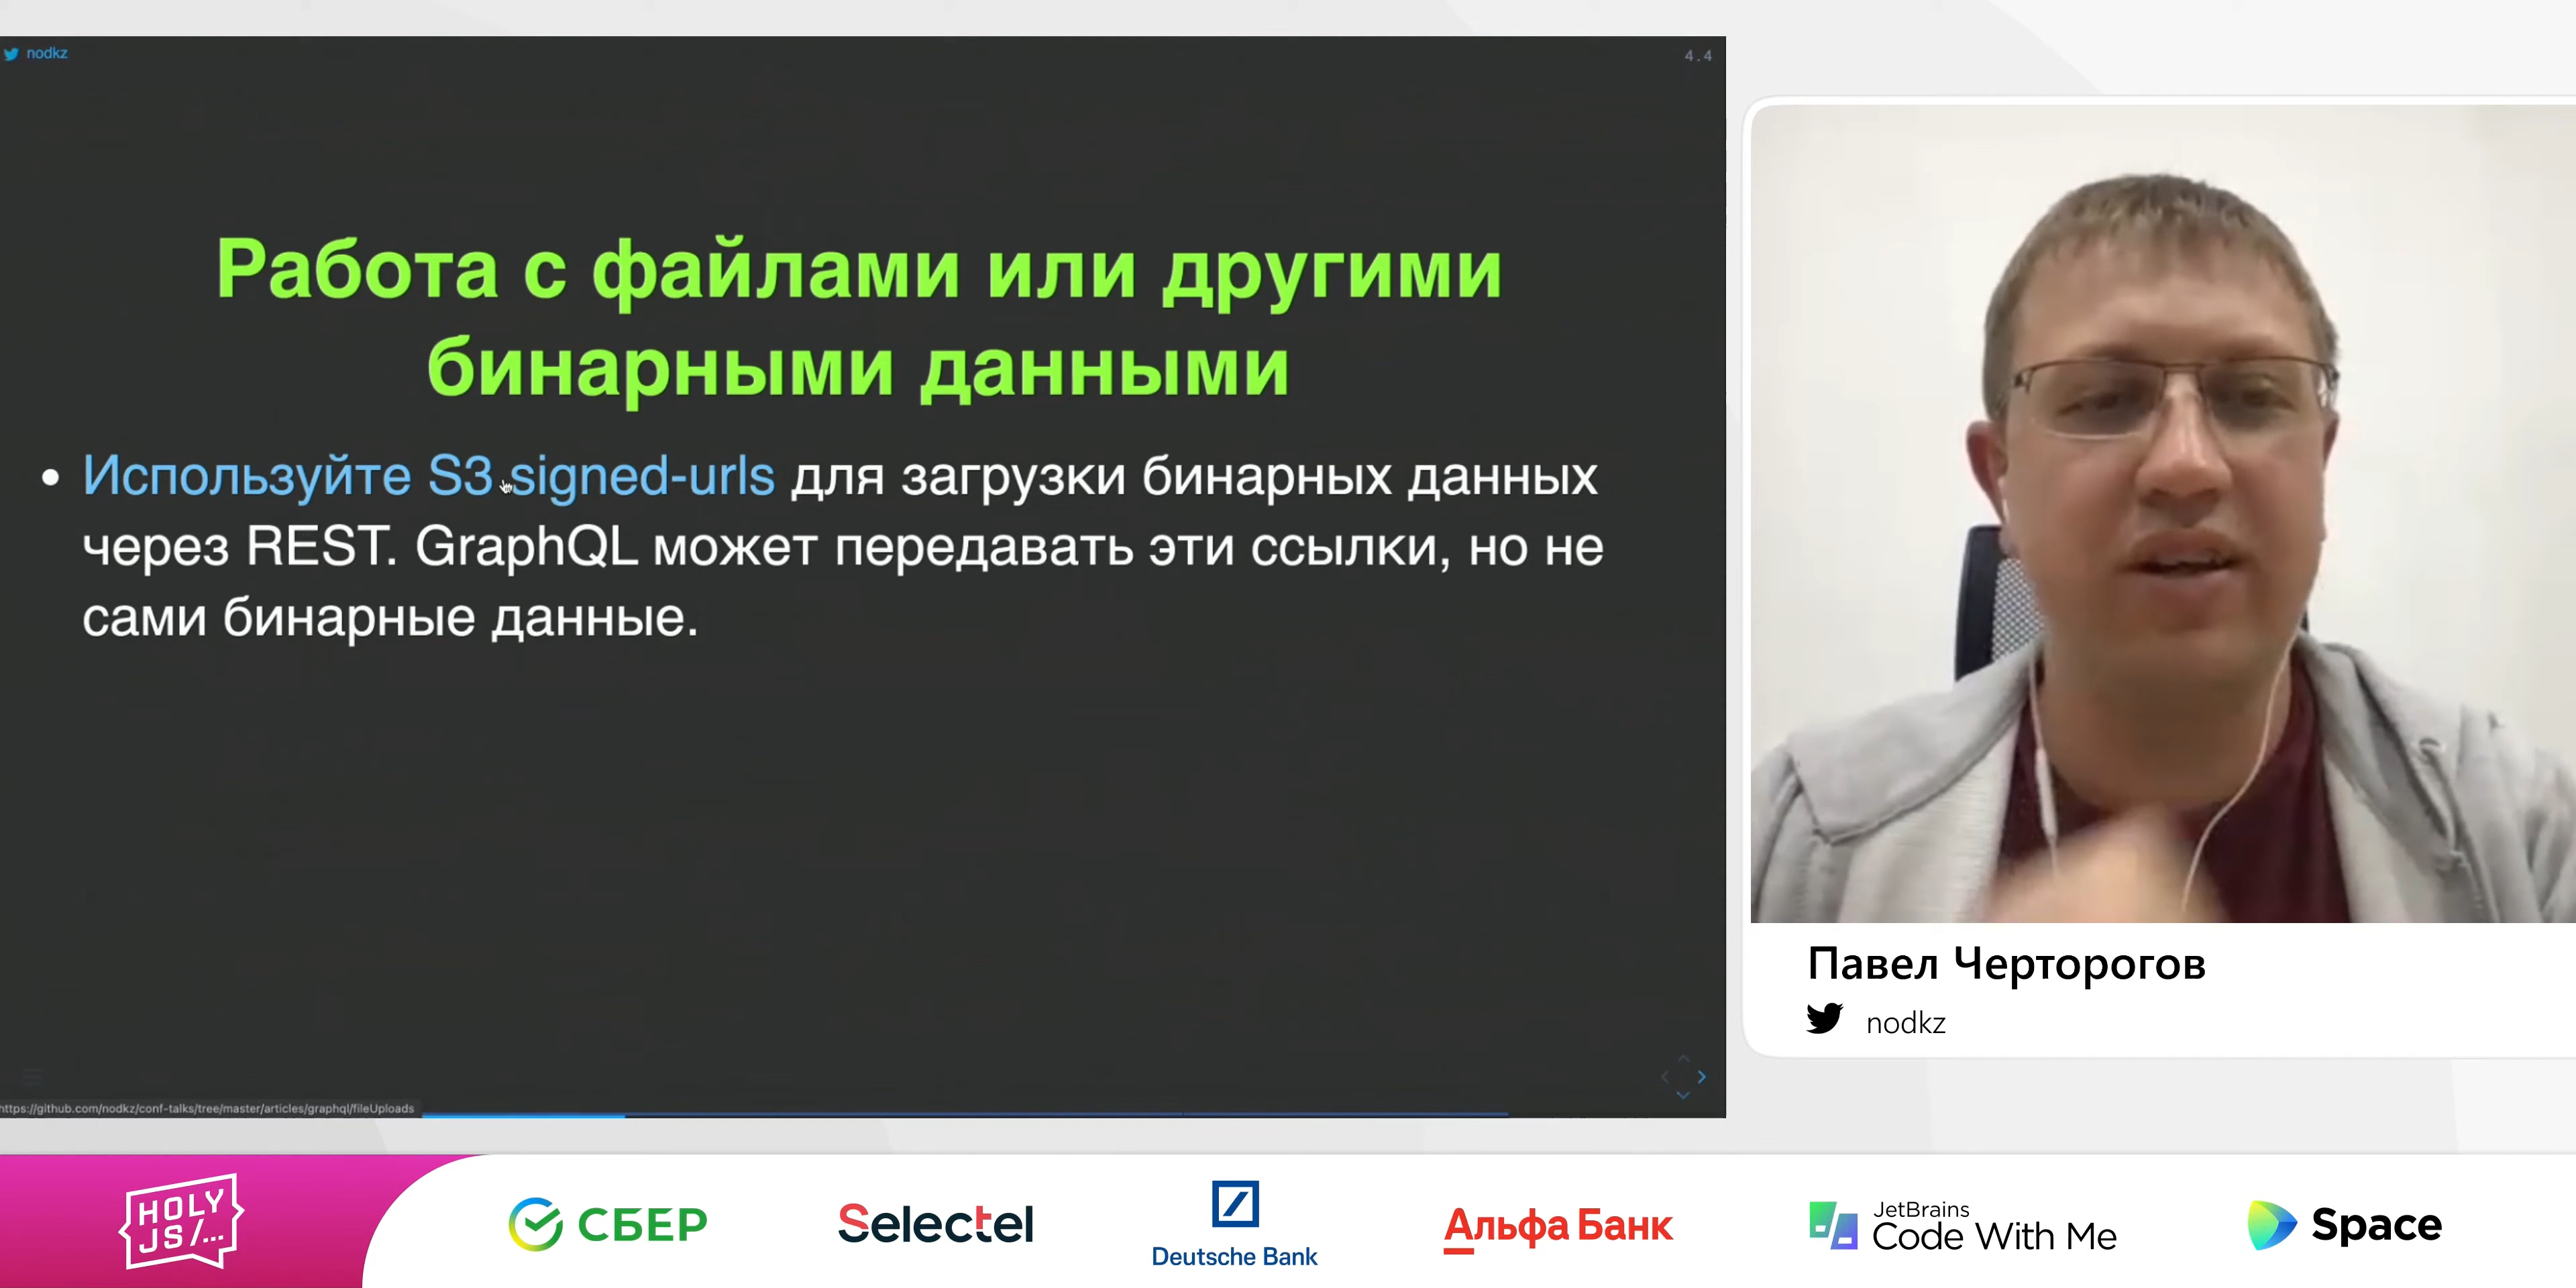 nodkz
4.4
Работа с файлами или другими
бинарными данными
• Используйте S3 signed-urls для загрузки бинарных данных
через REST. GraphQL может передавать эти ссылки, но не
сами бинарные данные.
https://github.com/nodkz/conf-talks/tree/master/articles/graphql/fileUploads
Павел Черторогов
nodkz
HOLY
JS/...
СБЕР
Selectel
Deutsche Bank
Альфа Банк
JetBrains
Code With Me
Space